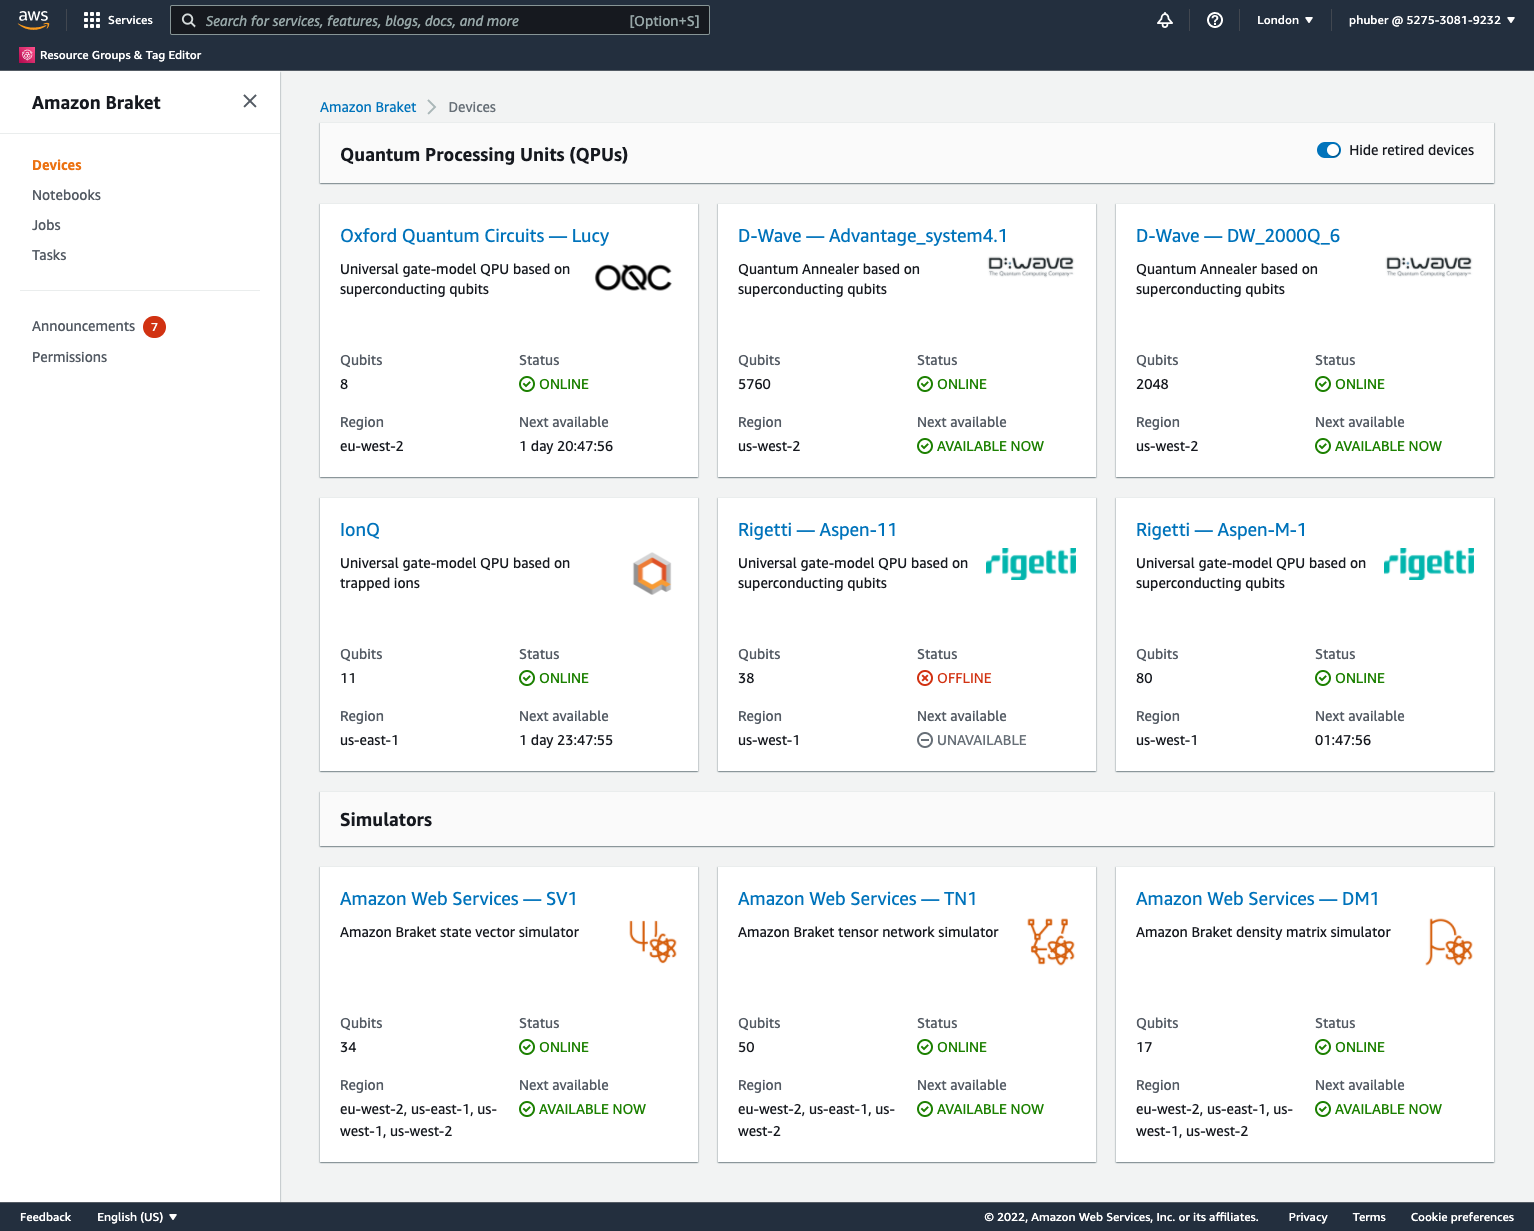 aws
Services
Search for services, features, blogs, docs, and more
[Option+S]
London
phuber @ 5275-3081-9232
Resource Groups & Tag Editor
Amazon Braket
Devices
Notebooks
Jobs
Tasks
Announcements
7
Permissions
Amazon Braket
Devices
Quantum Processing Units (QPUs)
Hide retired devices
Oxford Quantum Circuits — Lucy
Universal gate-model QPU based on
superconducting qubits
OQC
Qubits
8
Status
ONLINE
Region
eu-west-2
Next available
1 day 20:47:56
D-Wave — Advantage_system4.1
Quantum Annealer based on
superconducting qubits
D:wave
The Quantum Computing Company™
Qubits
5760
Status
ONLINE
Region
us-west-2
Next available
AVAILABLE NOW
D-Wave — DW_2000Q_6
Quantum Annealer based on
superconducting qubits
D:wave
The Quantum Computing Company™
Qubits
2048
Status
ONLINE
Region
us-west-2
Next available
AVAILABLE NOW
IonQ
Universal gate-model QPU based on
trapped ions
Qubits
11
Status
ONLINE
Region
us-east-1
Next available
1 day 23:47:55
Rigetti — Aspen-11
Universal gate-model QPU based on
superconducting qubits
rigetti
Qubits
38
Status
OFFLINE
Region
us-west-1
Next available
UNAVAILABLE
Rigetti — Aspen-M-1
Universal gate-model QPU based on
superconducting qubits
rigetti
Qubits
80
Status
ONLINE
Region
us-west-1
Next available
01:47:56
Simulators
Amazon Web Services — SV1
Amazon Braket state vector simulator
Qubits
34
Status
ONLINE
Region
eu-west-2, us-east-1, us-
west-1, us-west-2
Next available
AVAILABLE NOW
Amazon Web Services — TN1
Amazon Braket tensor network simulator
Qubits
50
Status
ONLINE
Region
eu-west-2, us-east-1, us-
west-2
Next available
AVAILABLE NOW
Amazon Web Services — DM1
Amazon Braket density matrix simulator
Qubits
17
Status
ONLINE
Region
eu-west-2, us-east-1, us-
west-1, us-west-2
Next available
AVAILABLE NOW
Feedback
English (US)
© 2022, Amazon Web Services, Inc. or its affiliates.
Privacy
Terms
Cookie preferences